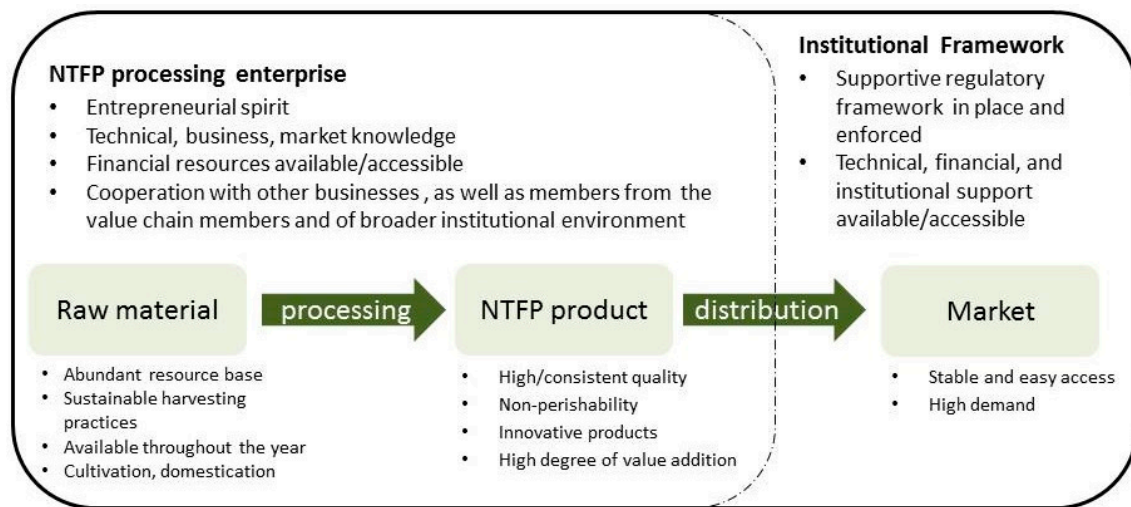 NTFP processing enterprise
• Entrepreneurial spirit
• Technical, business, market knowledge
• Financial resources available/accessible
• Cooperation with other businesses , as well as members from the
value chain members and of broader institutional environment
Institutional Framework
• Supportive regulatory
framework in place and
enforced
• Technical, financial, and
institutional support
available/accessible
Raw material
processing
NTFP product
distribution
Market
• Abundant resource base
• Sustainable harvesting
practices
• Available throughout the year
• Cultivation, domestication
• High/consistent quality
• Non-perishability
• Innovative products
• High degree of value addition
• Stable and easy access
• High demand